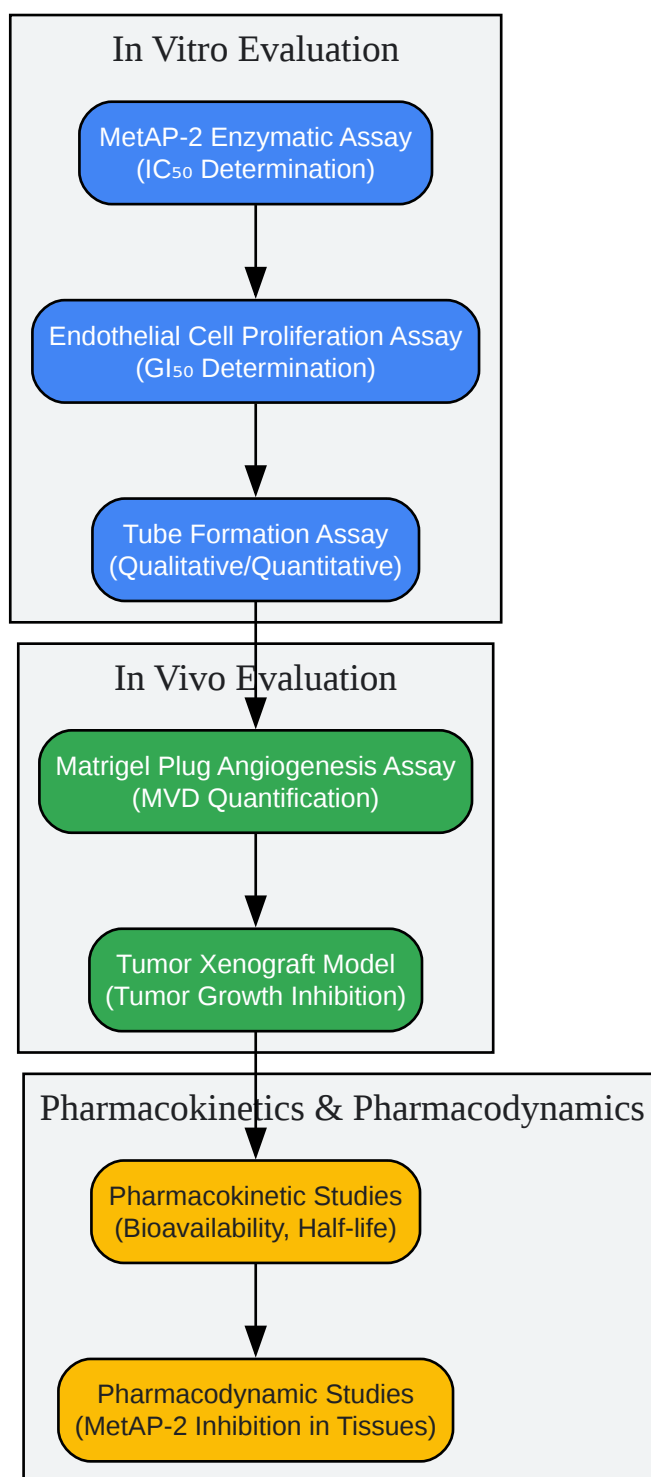 In Vitro Evaluation
MetAP-2 Enzymatic Assay
(IC₅₀ Determination)
Endothelial Cell Proliferation Assay
(GI₅₀ Determination)
Tube Formation Assay
(Qualitative/Quantitative)
In Vivo Evaluation
Matrigel Plug Angiogenesis Assay
(MVD Quantification)
Tumor Xenograft Model
(Tumor Growth Inhibition)
Pharmacokinetics & Pharmacodynamics
Pharmacokinetic Studies
(Bioavailability, Half-life)
Pharmacodynamic Studies
(MetAP-2 Inhibition in Tissues)